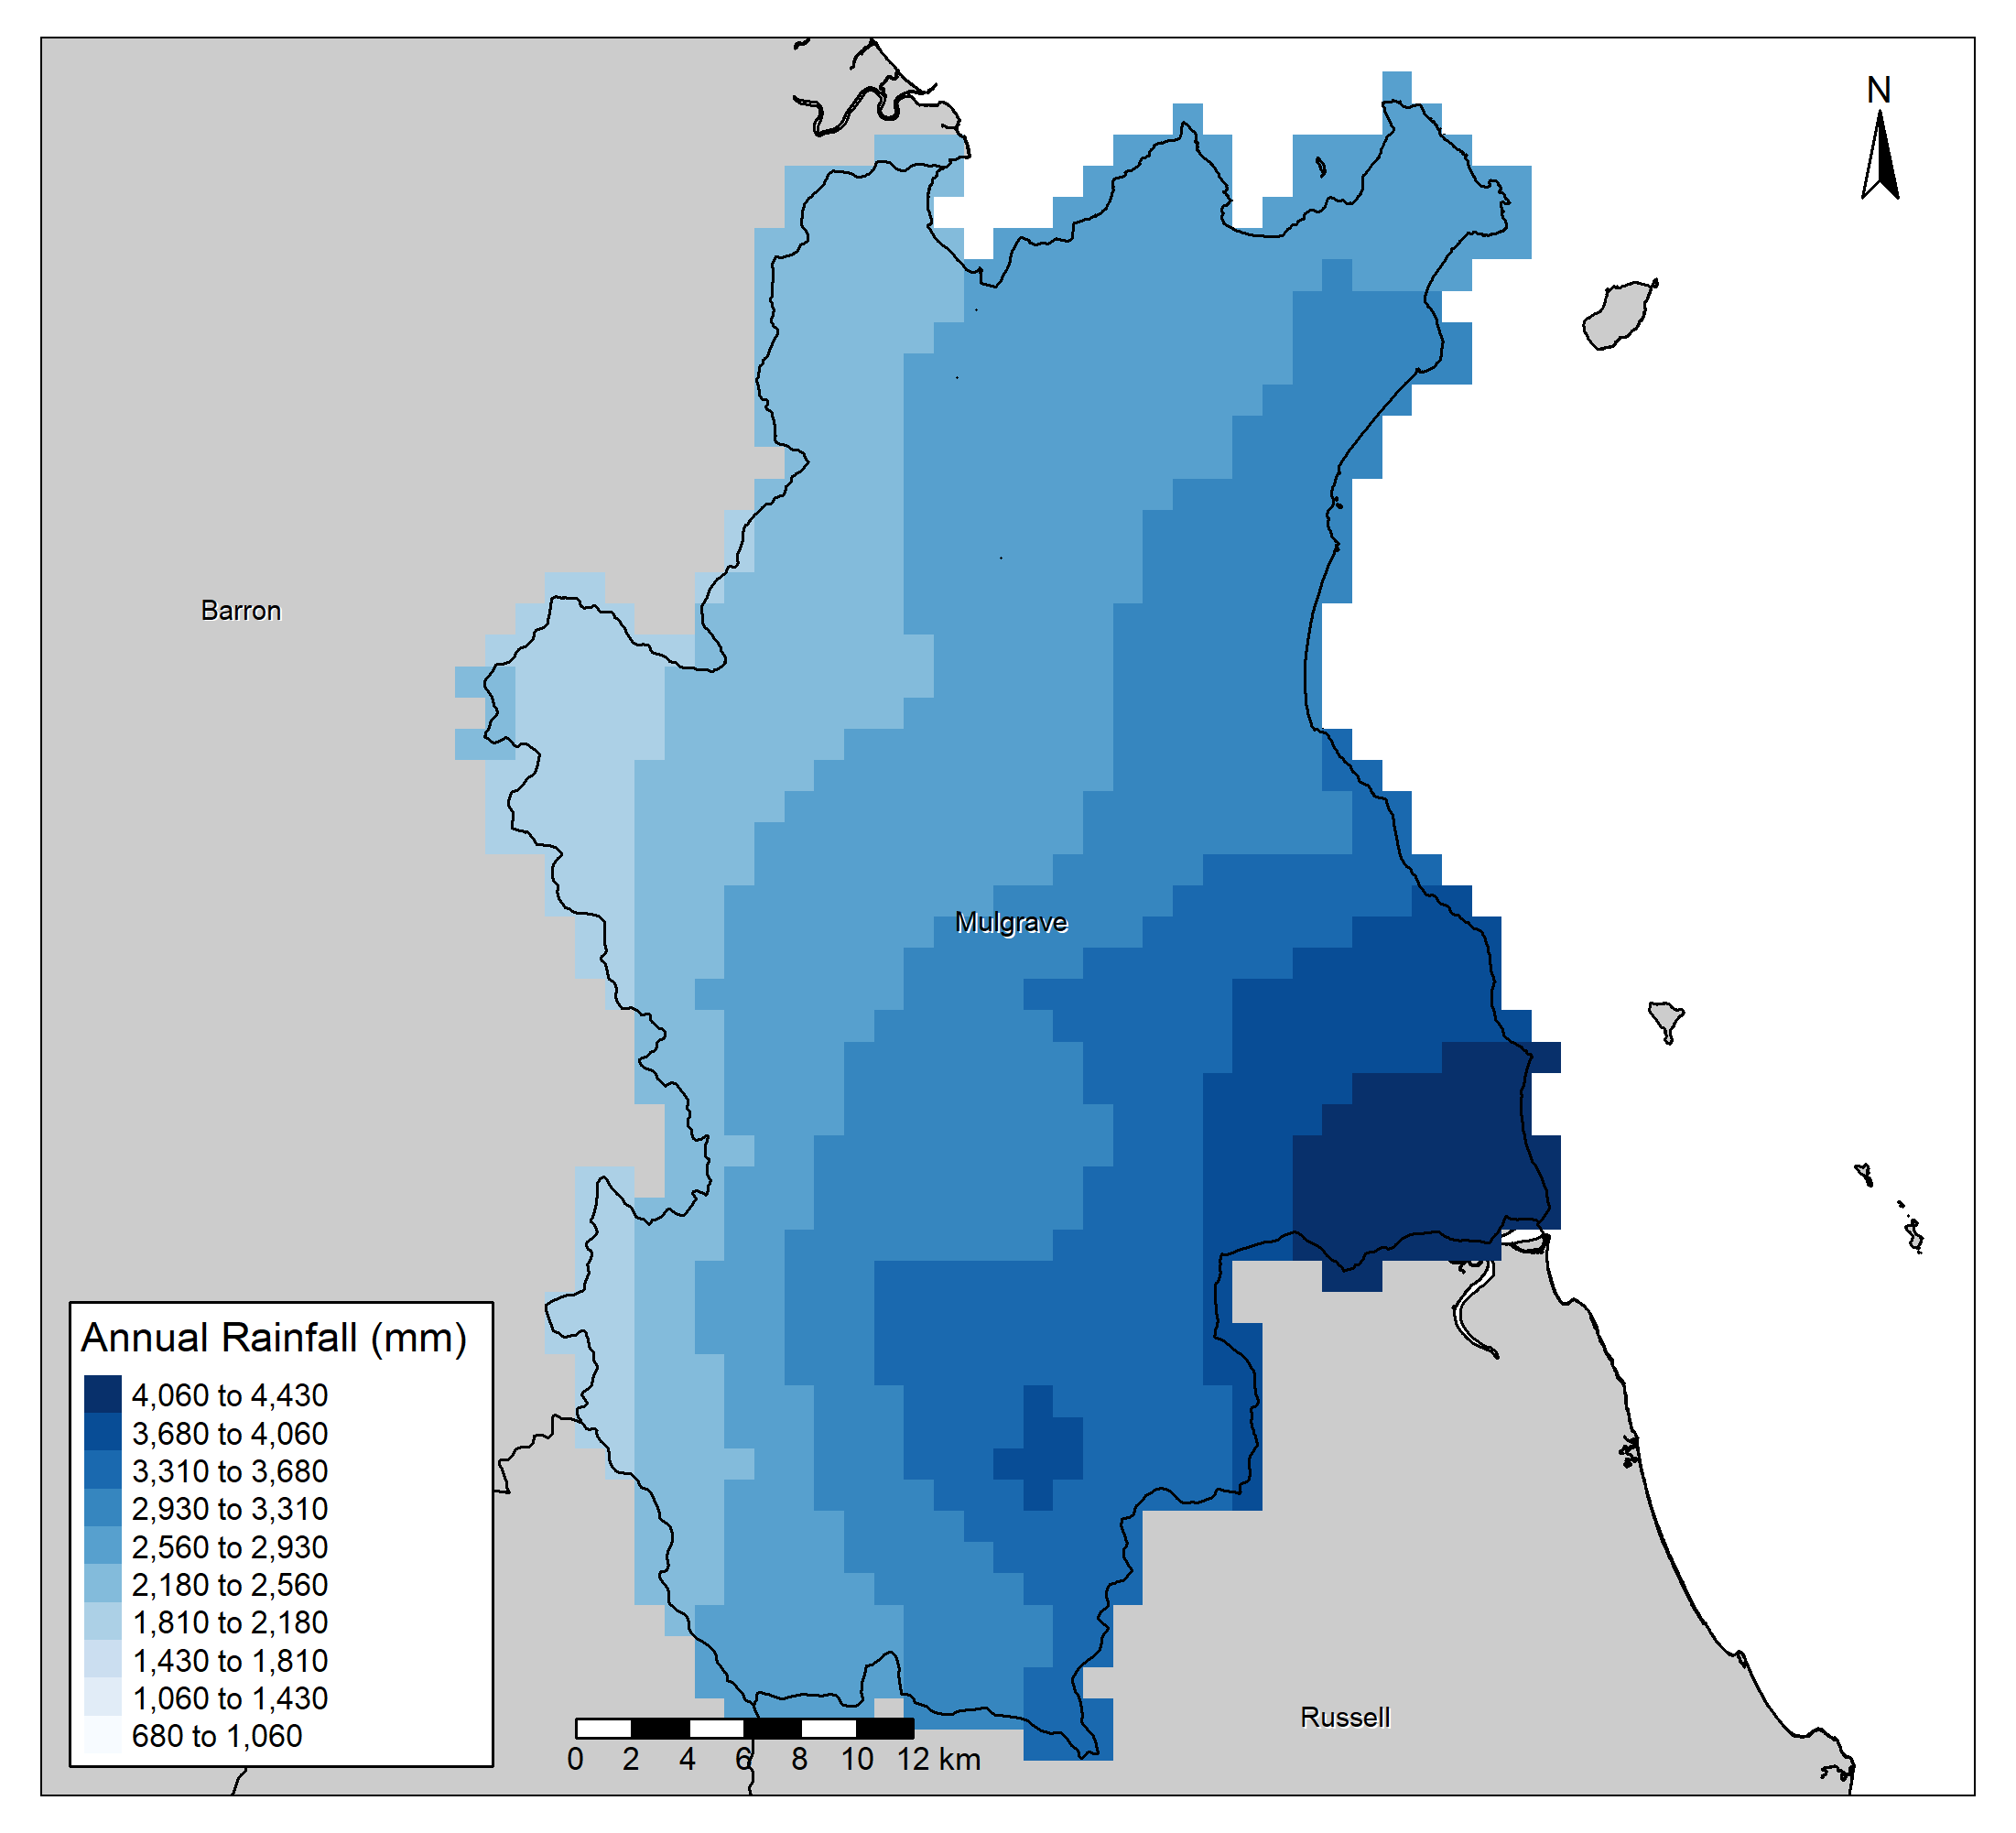 N
Barron
Mulgrave
Annual Rainfall (mm)
4,060 to 4,430
3,680 to 4,060
3,310 to 3,680
2,930 to 3,310
2,560 to 2,930
2,180 to 2,560
1,810 to 2,180
1,430 to 1,810
1,060 to 1,430
680 to 1,060
Russell
0 2 4 6 8 10 12 km